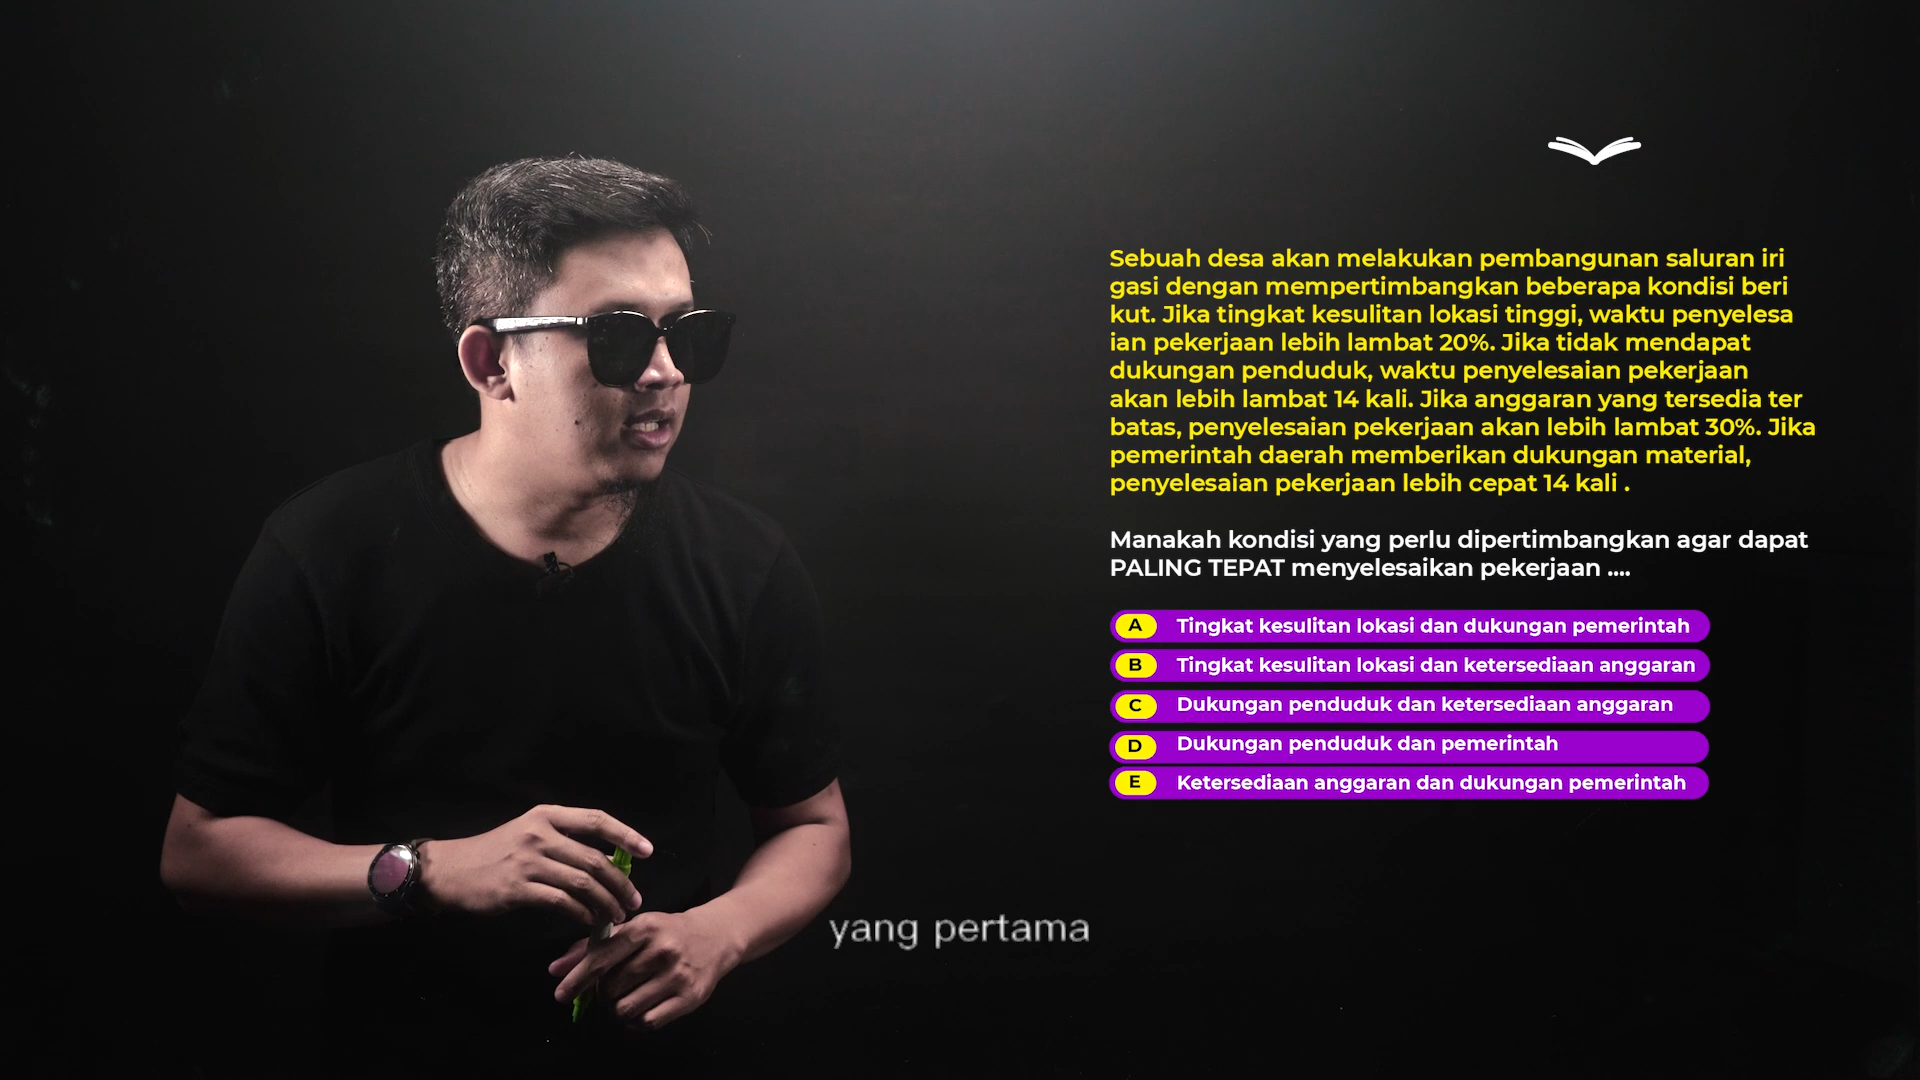 Sebuah desa akan melakukan pembangunan saluran iri
gasi dengan mempertimbangkan beberapa kondisi beri
kut. Jika tingkat kesulitan lokasi tinggi, waktu penyelesa
ian pekerjaan lebih lambat 20%. Jika tidak mendapat
dukungan penduduk, waktu penyelesaian pekerjaan
akan lebih lambat 14 kali. Jika anggaran yang tersedia ter
batas, penyelesaian pekerjaan akan lebih lambat 30%. Jika
pemerintah daerah memberikan dukungan material,
penyelesaian pekerjaan lebih cepat 14 kali .
Manakah kondisi yang perlu dipertimbangkan agar dapat
PALING TEPAT menyelesaikan pekerjaan ....
A Tingkat kesulitan lokasi dan dukungan pemerintah
B Tingkat kesulitan lokasi dan ketersediaan anggaran
C Dukungan penduduk dan ketersediaan anggaran
D Dukungan penduduk dan pemerintah
E Ketersediaan anggaran dan dukungan pemerintah
yang pertama